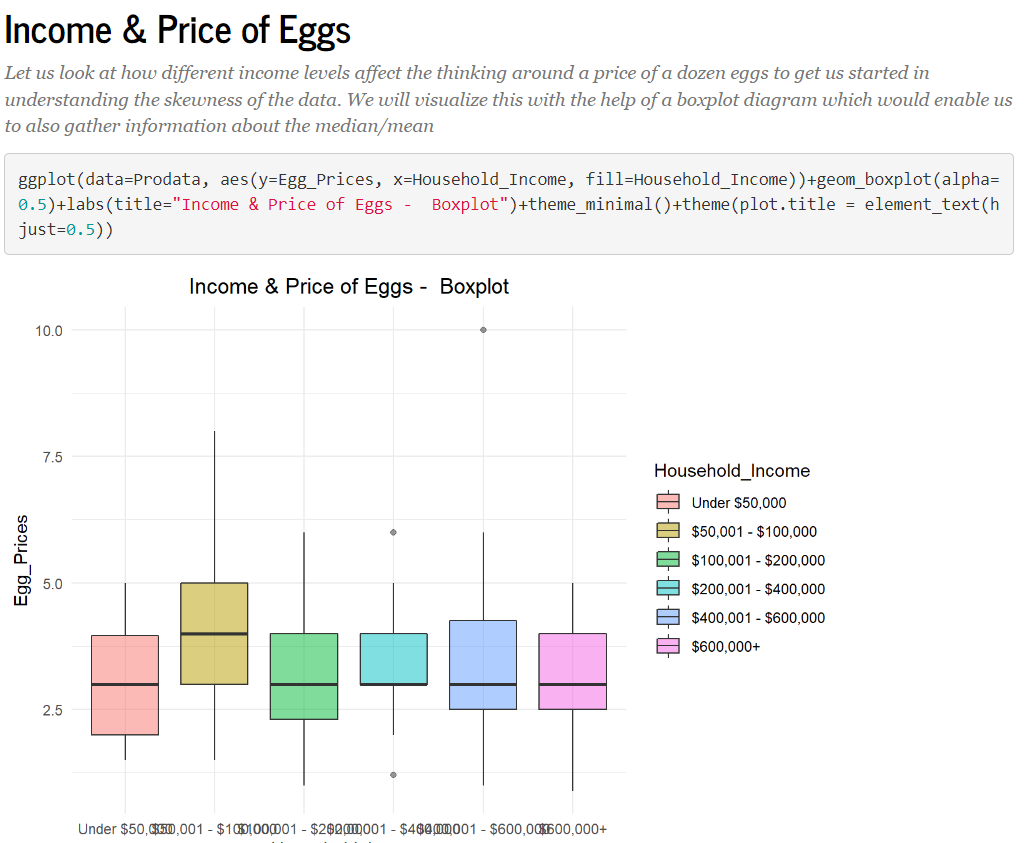 Income & Price of Eggs
Let us look at how different income levels affect the thinking around a price of a dozen eggs to get us started in
understanding the skewness of the data. We will visualize this with the help of a boxplot diagram which would enable us
to also gather information about the median/mean
ggplot(data=Prodata, aes(y=Egg_Prices, x=Household_Income, fill=Household_Income))+geom_boxplot(alpha=
0.5)+labs(title="Income & Price of Eggs -  Boxplot")+theme_minimal()+theme(plot.title = element_text(h
just=0.5))
Income & Price of Eggs -  Boxplot
10.0
7.5
5.0
2.5
Egg_Prices
Household_Income
Under $50,000
$50,001 - $100,000
$100,001 - $200,000
$200,001 - $400,000
$400,001 - $600,000
$600,000+
Under $50,000 $50,001 - $100,000 $100,001 - $200,000 $200,001 - $400,000 $400,001 - $600,000 $600,000+